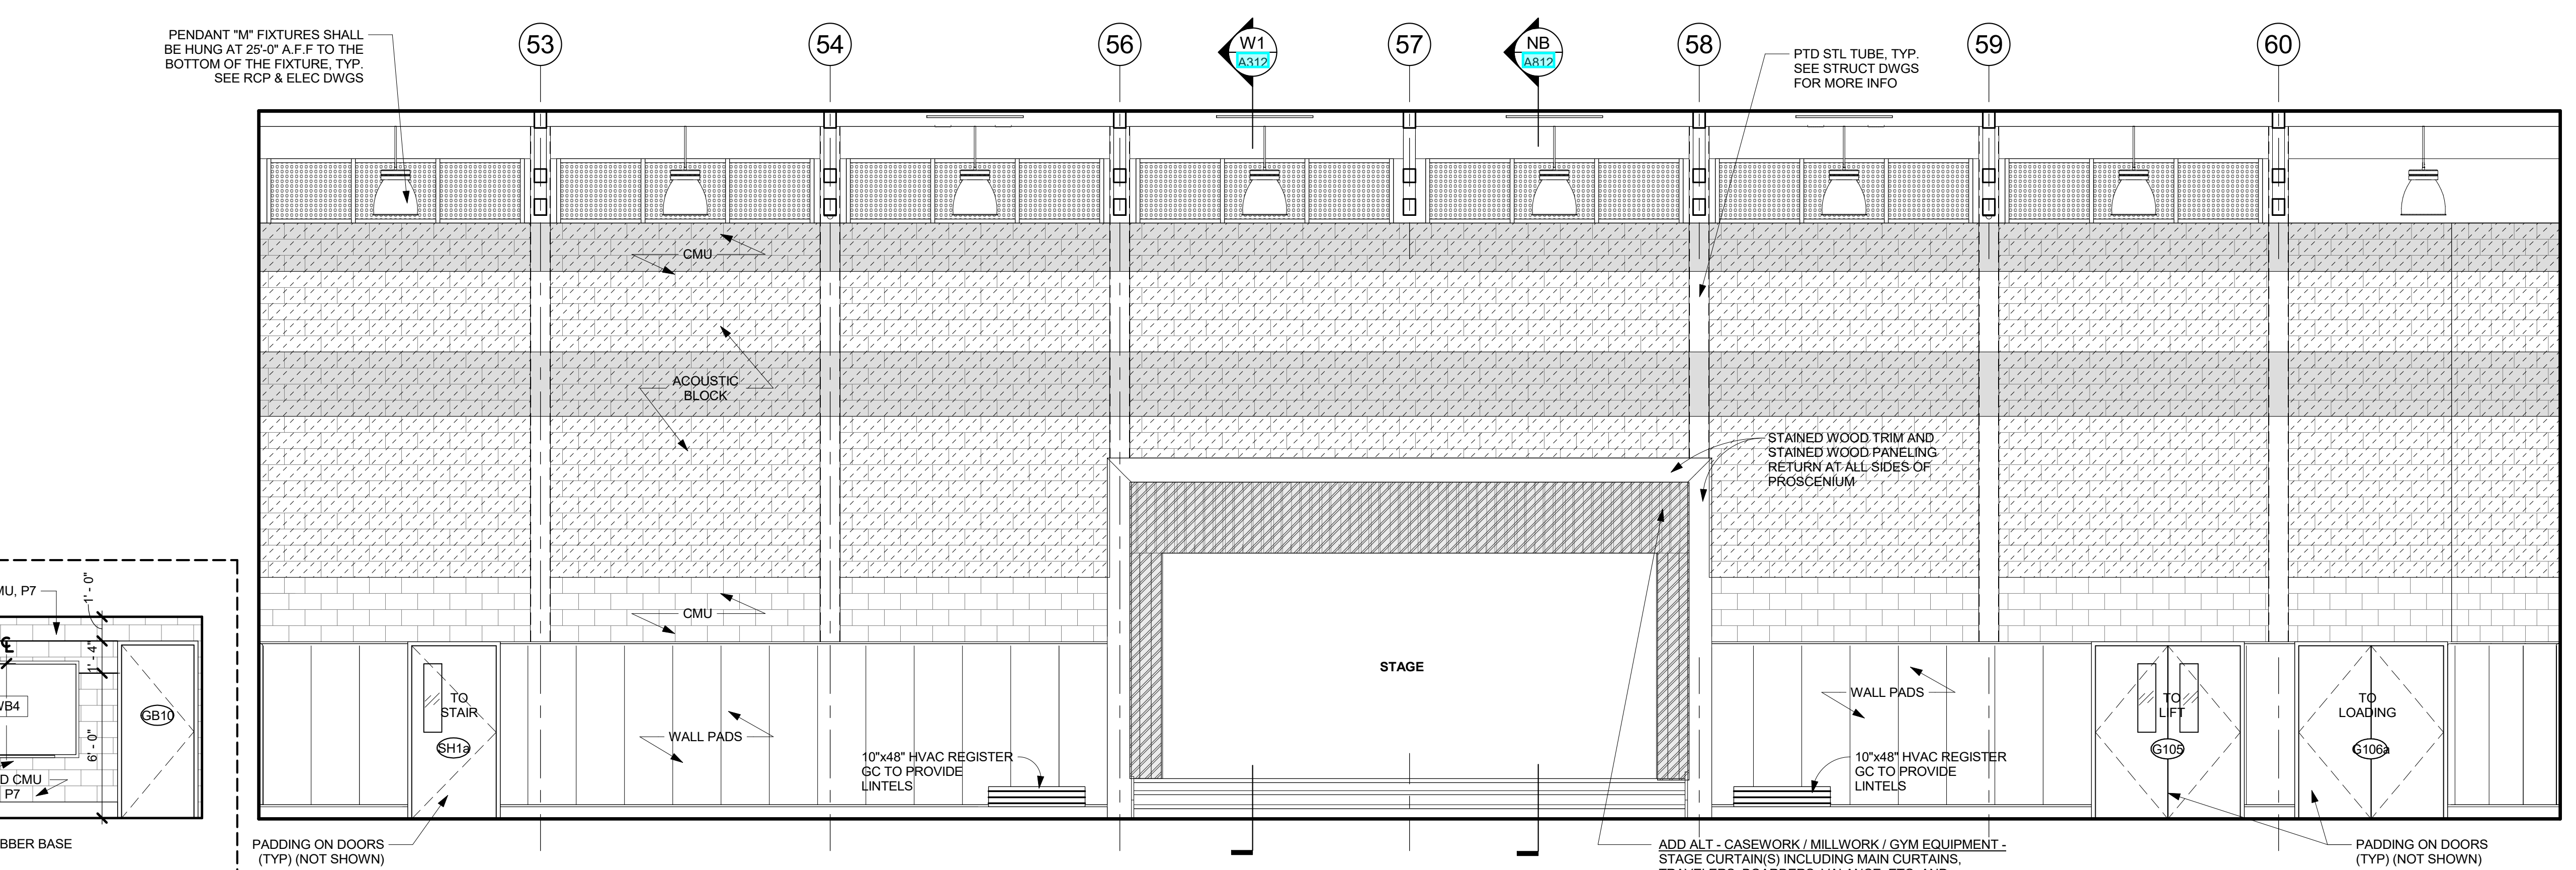 PENDANT "M" FIXTURES SHALL
BE HUNG AT 25'-0" A.F.F TO THE
BOTTOM OF THE FIXTURE, TYP.
SEE RCP & ELEC DWGS
53
54
56
W1
A312
57
NB
A812
58
59
60
PTD STL TUBE, TYP.
SEE STRUCT DWGS
FOR MORE INFO
CMU
ACOUSTIC
BLOCK
STAINED WOOD TRIM AND
STAINED WOOD PANELING
RETURN AT ALL SIDES OF
PROSCENIUM
CMU
STAGE
TO
STAIR
SH1a
WALL PADS
10"x48" HVAC REGISTER
GC TO PROVIDE
LINTELS
WALL PADS
10"x48" HVAC REGISTER
GC TO PROVIDE
LINTELS
TO
LIFT
G105
TO
LOADING
G106a
MU, P7
1' - 0"
1' - 4"
6' - 0"
CL
WB4
GB10
D CMU
P7
BBER BASE
PADDING ON DOORS
(TYP) (NOT SHOWN)
ADD ALT - CASEWORK / MILLWORK / GYM EQUIPMENT -
STAGE CURTAIN(S) INCLUDING MAIN CURTAINS,
PADDING ON DOORS
(TYP) (NOT SHOWN)